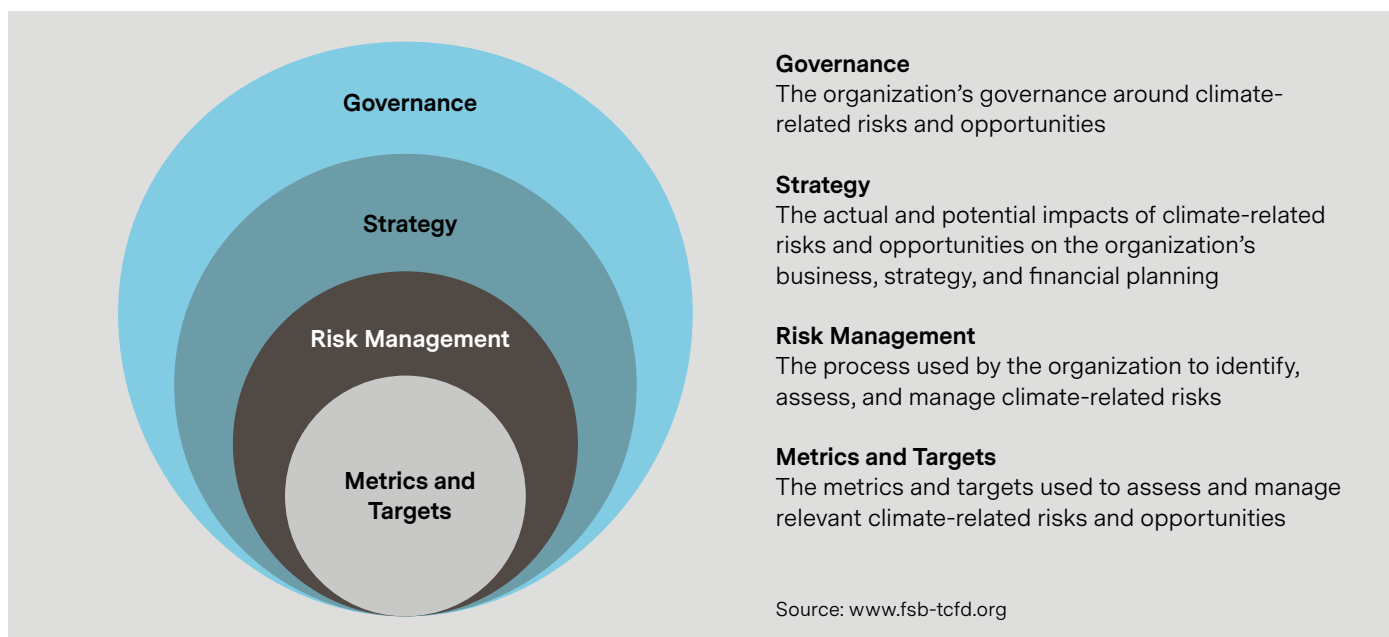 Governance
Strategy
Risk Management
Metrics and
Targets
Governance
The organization’s governance around climate-
related risks and opportunities
Strategy
The actual and potential impacts of climate-related
risks and opportunities on the organization’s
business, strategy, and financial planning
Risk Management
The process used by the organization to identify,
assess, and manage climate-related risks
Metrics and Targets
The metrics and targets used to assess and manage
relevant climate-related risks and opportunities
Source: www.fsb-tcfd.org